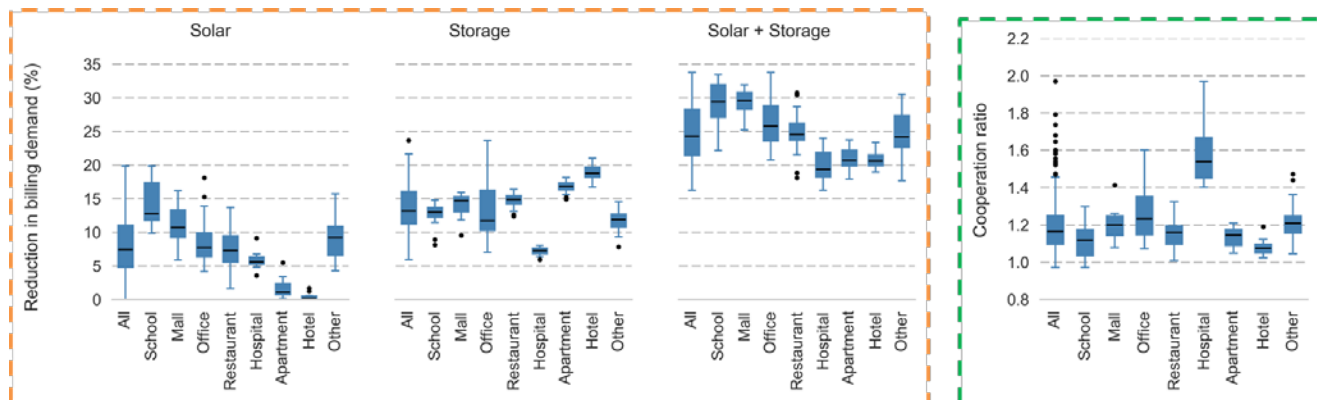 Solar
Storage
Solar + Storage
Reduction in billing demand (%)
35
30
25
20
15
10
5
0
All
School
Mall
Office
Restaurant
Hospital
Apartment
Hotel
Other
All
School
Mall
Office
Restaurant
Hospital
Apartment
Hotel
Other
All
School
Mall
Office
Restaurant
Hospital
Apartment
Hotel
Other
Cooperation ratio
2.2
2.0
1.8
1.6
1.4
1.2
1.0
0.8
All
School
Mall
Office
Restaurant
Hospital
Apartment
Hotel
Other